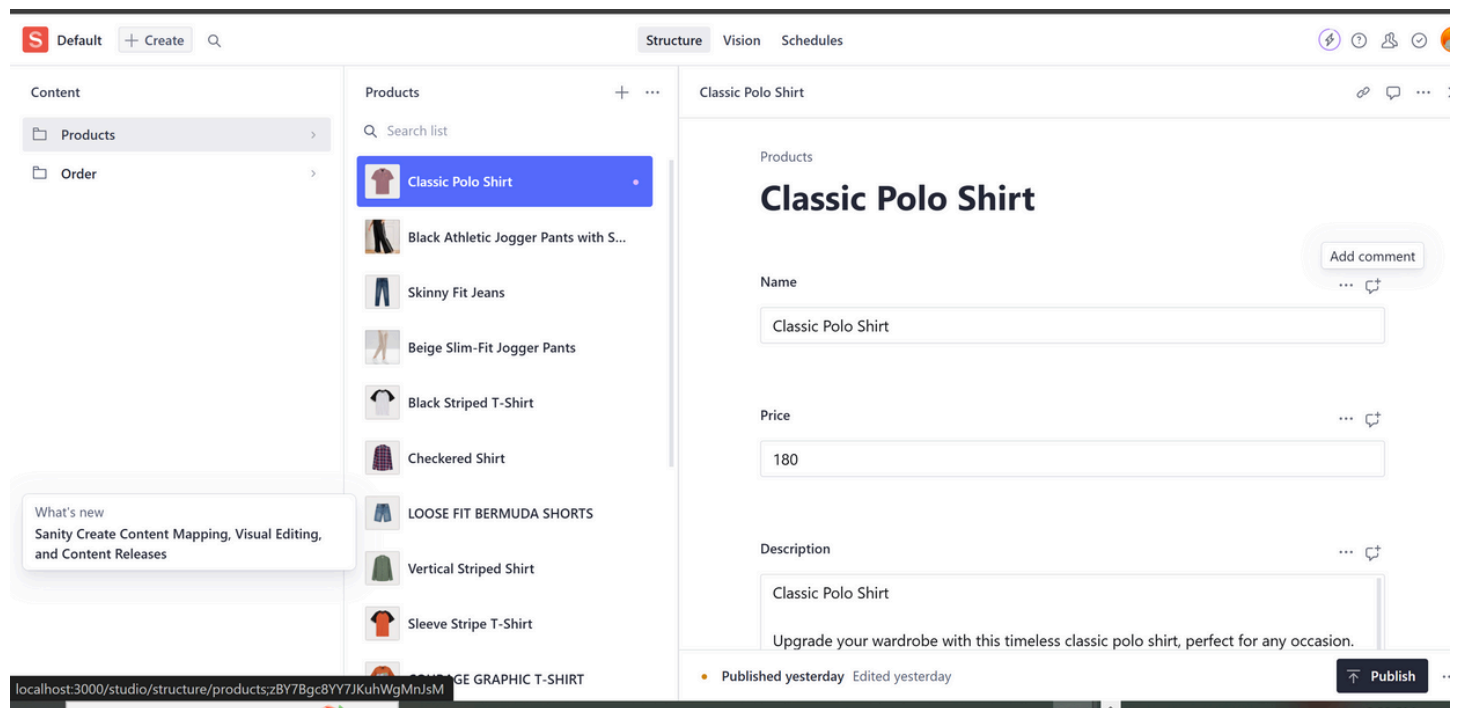 S Default + Create
Structure Vision Schedules
Content
Products
Order
What's new
Sanity Create Content Mapping, Visual Editing,
and Content Releases
Products
Search list
Classic Polo Shirt
Black Athletic Jogger Pants with S...
Skinny Fit Jeans
Beige Slim-Fit Jogger Pants
Black Striped T-Shirt
Checkered Shirt
LOOSE FIT BERMUDA SHORTS
Vertical Striped Shirt
Sleeve Stripe T-Shirt
GE GRAPHIC T-SHIRT
Classic Polo Shirt
Products
Classic Polo Shirt
Add comment
Name
Classic Polo Shirt
Price
180
Description
Classic Polo Shirt
Upgrade your wardrobe with this timeless classic polo shirt, perfect for any occasion.
Published yesterday Edited yesterday
Publish
localhost:3000/studio/structure/products;zBY7Bgc8YY7JKuhWgMnJsM